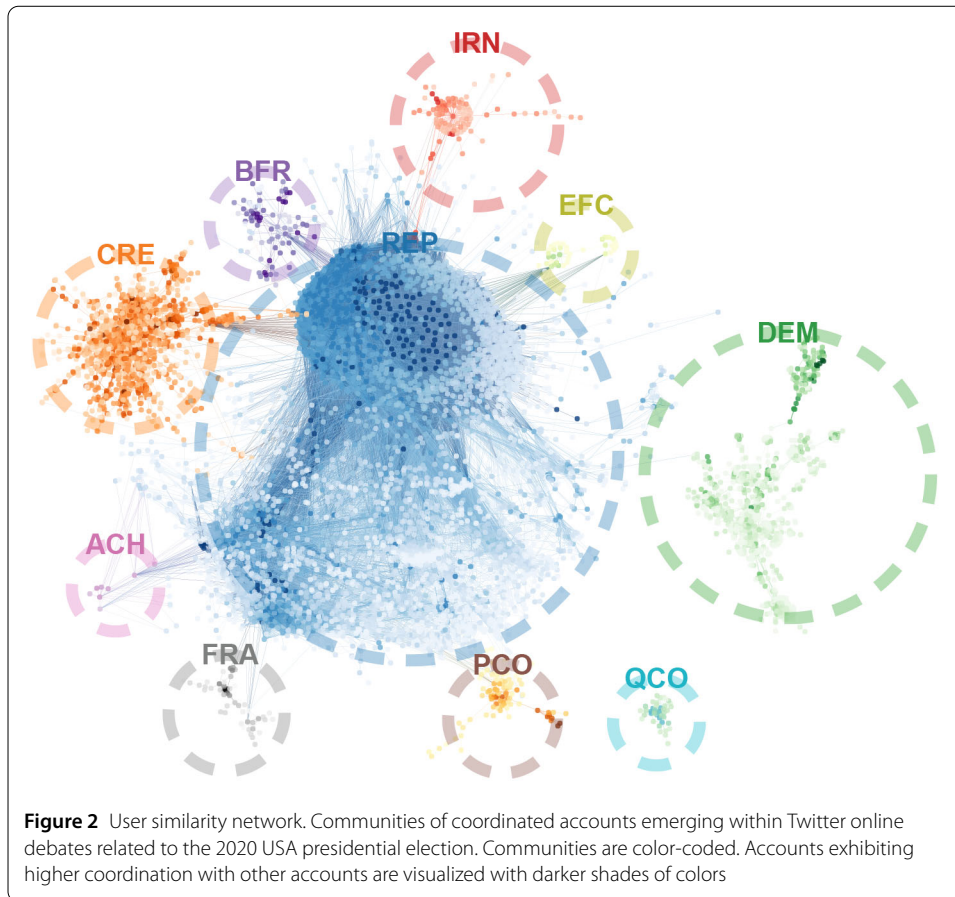 IRN
BFR
EFC
CRE
REP
DEM
ACH
FRA
PCO
QCO
Figure 2 User similarity network. Communities of coordinated accounts emerging within Twitter online
debates related to the 2020 USA presidential election. Communities are color-coded. Accounts exhibiting
higher coordination with other accounts are visualized with darker shades of colors